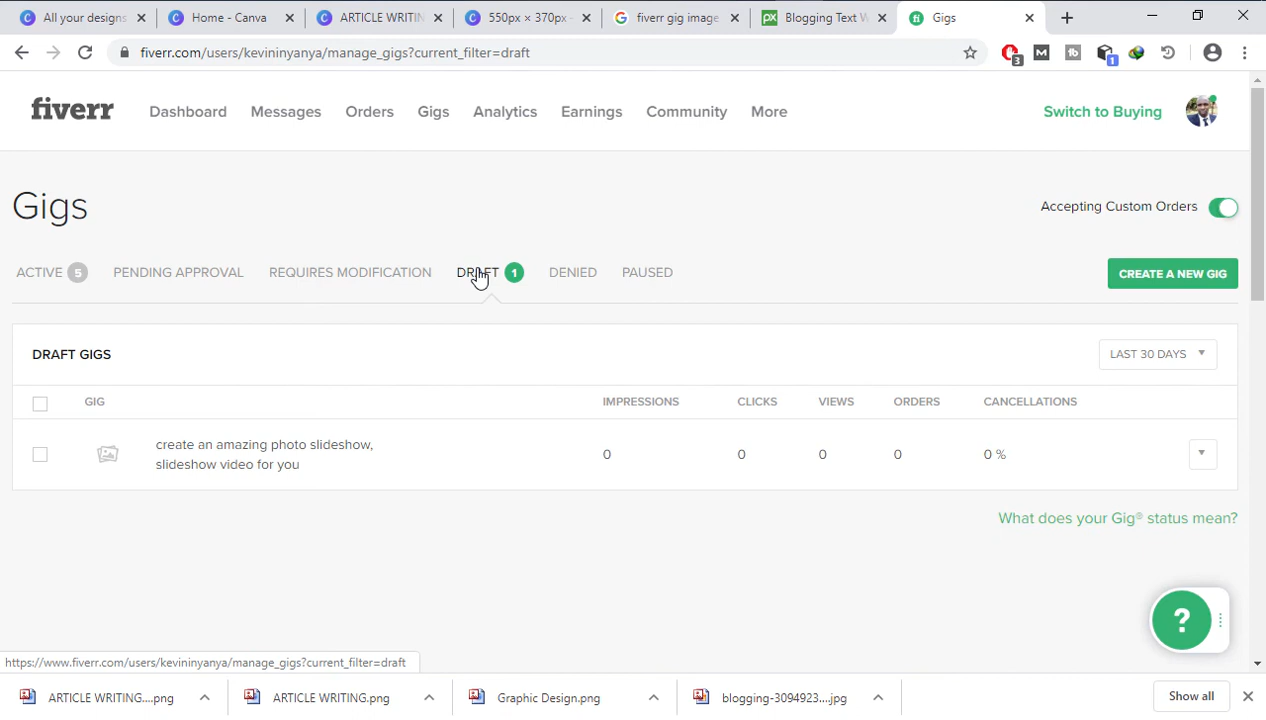 All your designs
Home - Canva
ARTICLE WRITIN
550px × 370px -
fiverr gig image
Blogging Text W
Gigs
fiverr.com/users/kevininyanya/manage_gigs?current_filter=draft
3
1
fiverr
Dashboard
Messages
Orders
Gigs
Analytics
Earnings
Community
More
Switch to Buying
Gigs
Accepting Custom Orders
ACTIVE 5
PENDING APPROVAL
REQUIRES MODIFICATION
DRAFT 1
DENIED
PAUSED
CREATE A NEW GIG
DRAFT GIGS
LAST 30 DAYS
GIG
IMPRESSIONS
CLICKS
VIEWS
ORDERS
CANCELLATIONS
create an amazing photo slideshow,
slideshow video for you
0
0
0
0
0 %
What does your Gig® status mean?
?
https://www.fiverr.com/users/kevininyanya/manage_gigs?current_filter=draft
ARTICLE WRITING....png
ARTICLE WRITING.png
Graphic Design.png
blogging-3094923....jpg
Show all